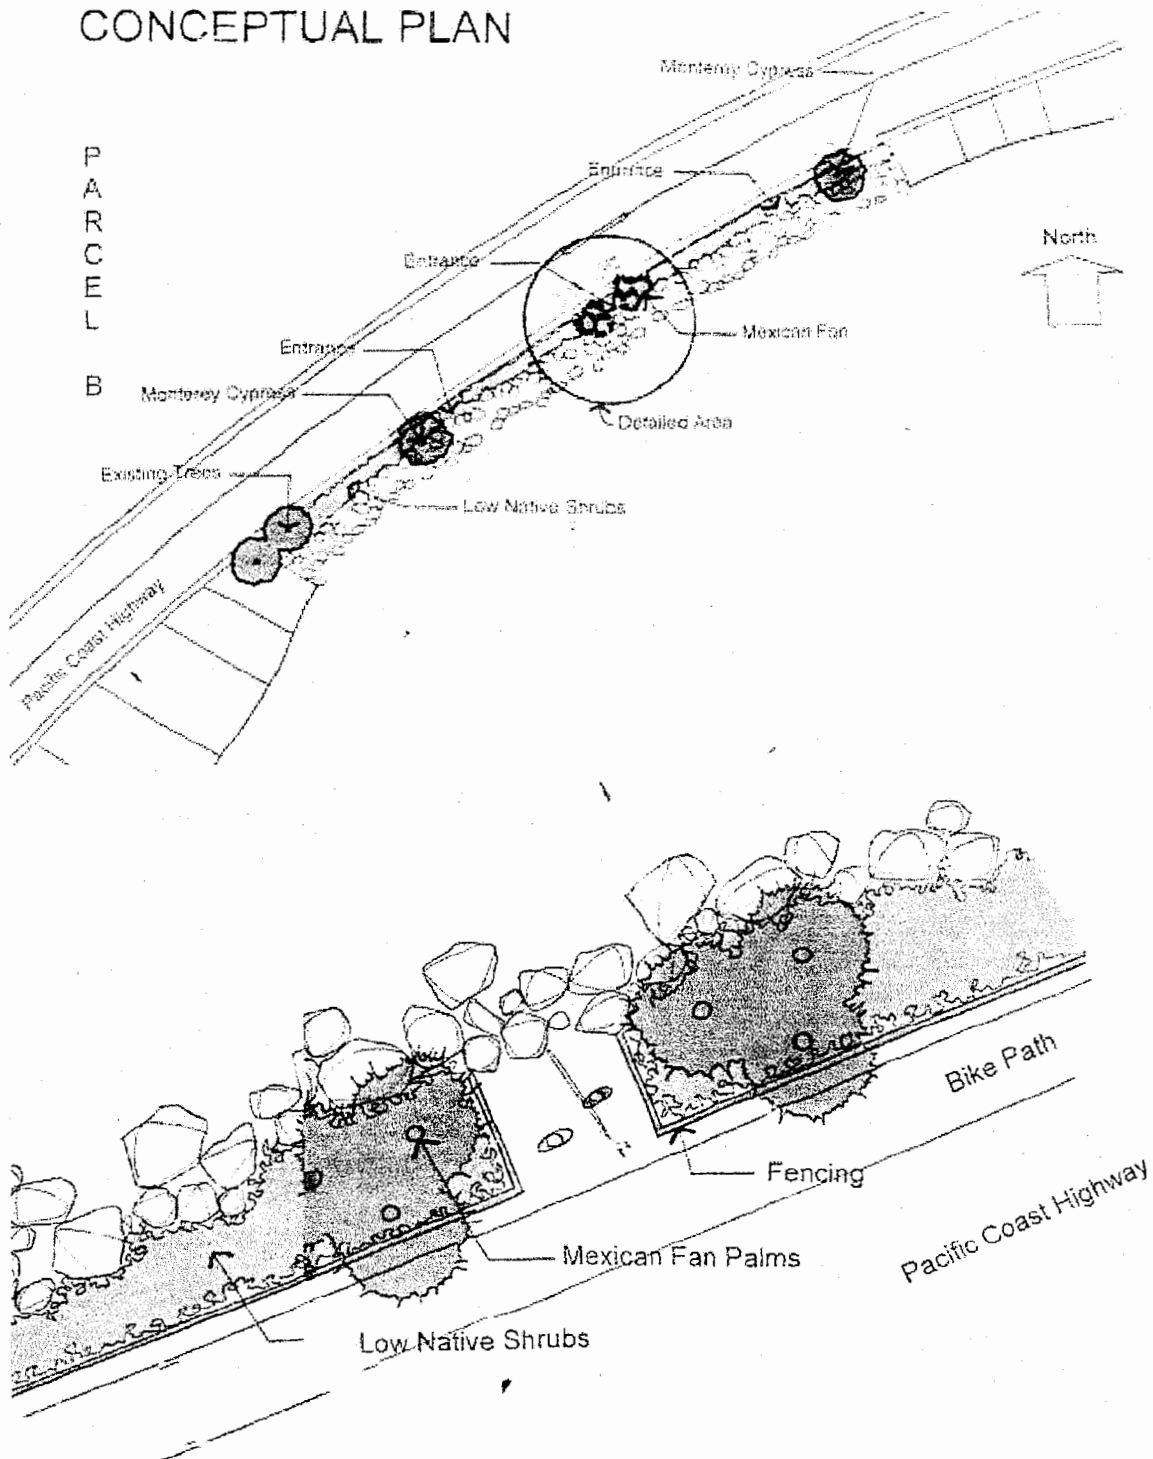 CONCEPTUAL PLAN
PARCEL B
Monterey Cypress
Entrance
North
Entrance
Mexican Fan
Entrance
Monterey Cypress
Detailed Area
Existing Trees
Low Native Shrubs
Pacific Coast Highway
Bike Path
Fencing
Pacific Coast Highway
Mexican Fan Palms
Low Native Shrubs